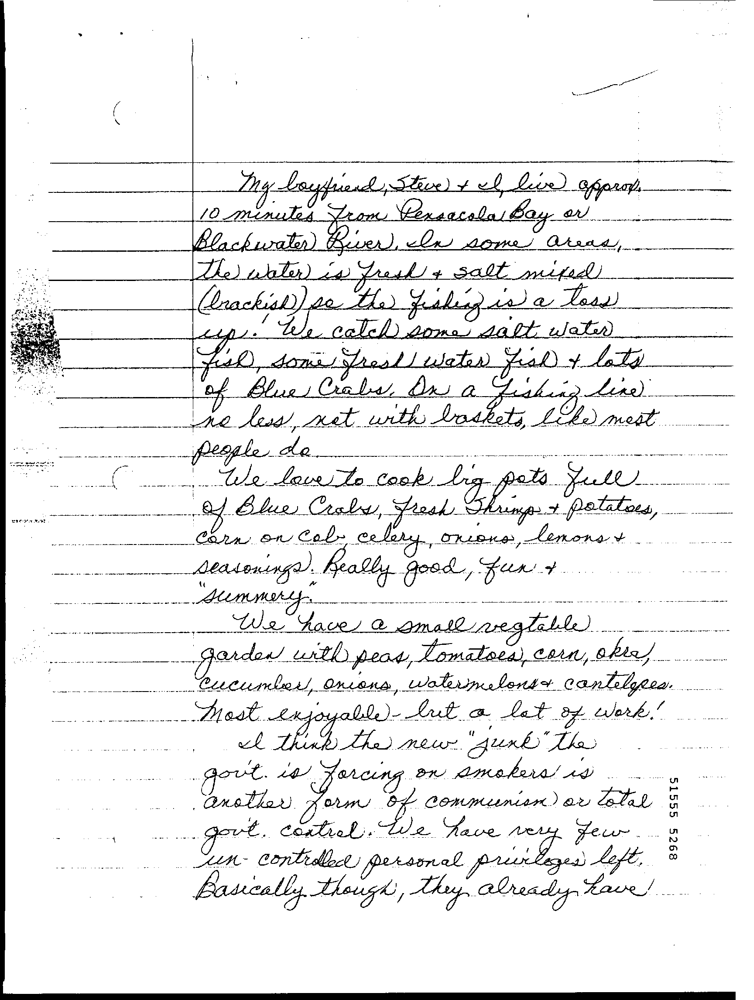 My boyfriend, Steve + I, live approx.
10 minutes from Pensacola Bay or
Blackwater River. In some areas,
the water is fresh + salt mixed
(brackish) so the fishing is a toss
up! We catch some salt water
fish, some fresh water fish + lots
of Blue Crabs. On a fishing line
no less, not with baskets, like most
people do.
We love to cook big pots full
of Blue Crabs, fresh Shrimp + potatoes,
corn on cob, celery, onions, lemons +
seasonings. Really good, fun +
"summery."
We have a small vegtable
garden with peas, tomatoes, corn, okra,
cucumber, onions, watermelons + cantelopes.
Most enjoyable - but a lot of work!
I think the new "junk" the
gov't. is forcing on smokers is
another form of communism or total
gov't. control. We have very few
un-controlled personal privileges left.
Basically though, they already have!
51555 5268